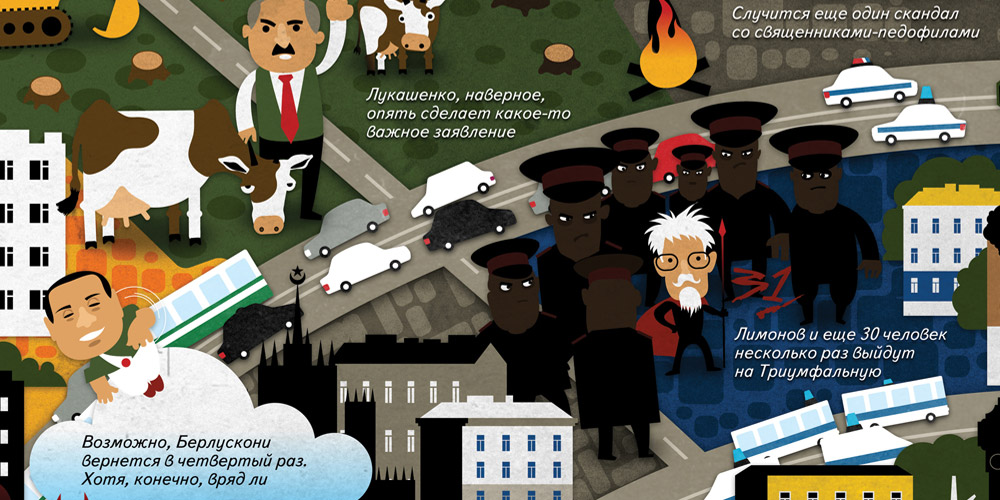 Случится еще один скандал
со священниками-педофилами
Лукашенко, наверное,
опять сделает какое-то
важное заявление
31
Лимонов и еще 30 человек
несколько раз выйдут
на Триумфальную
Возможно, Берлускони
вернется в четвертый раз.
Хотя, конечно, вряд ли